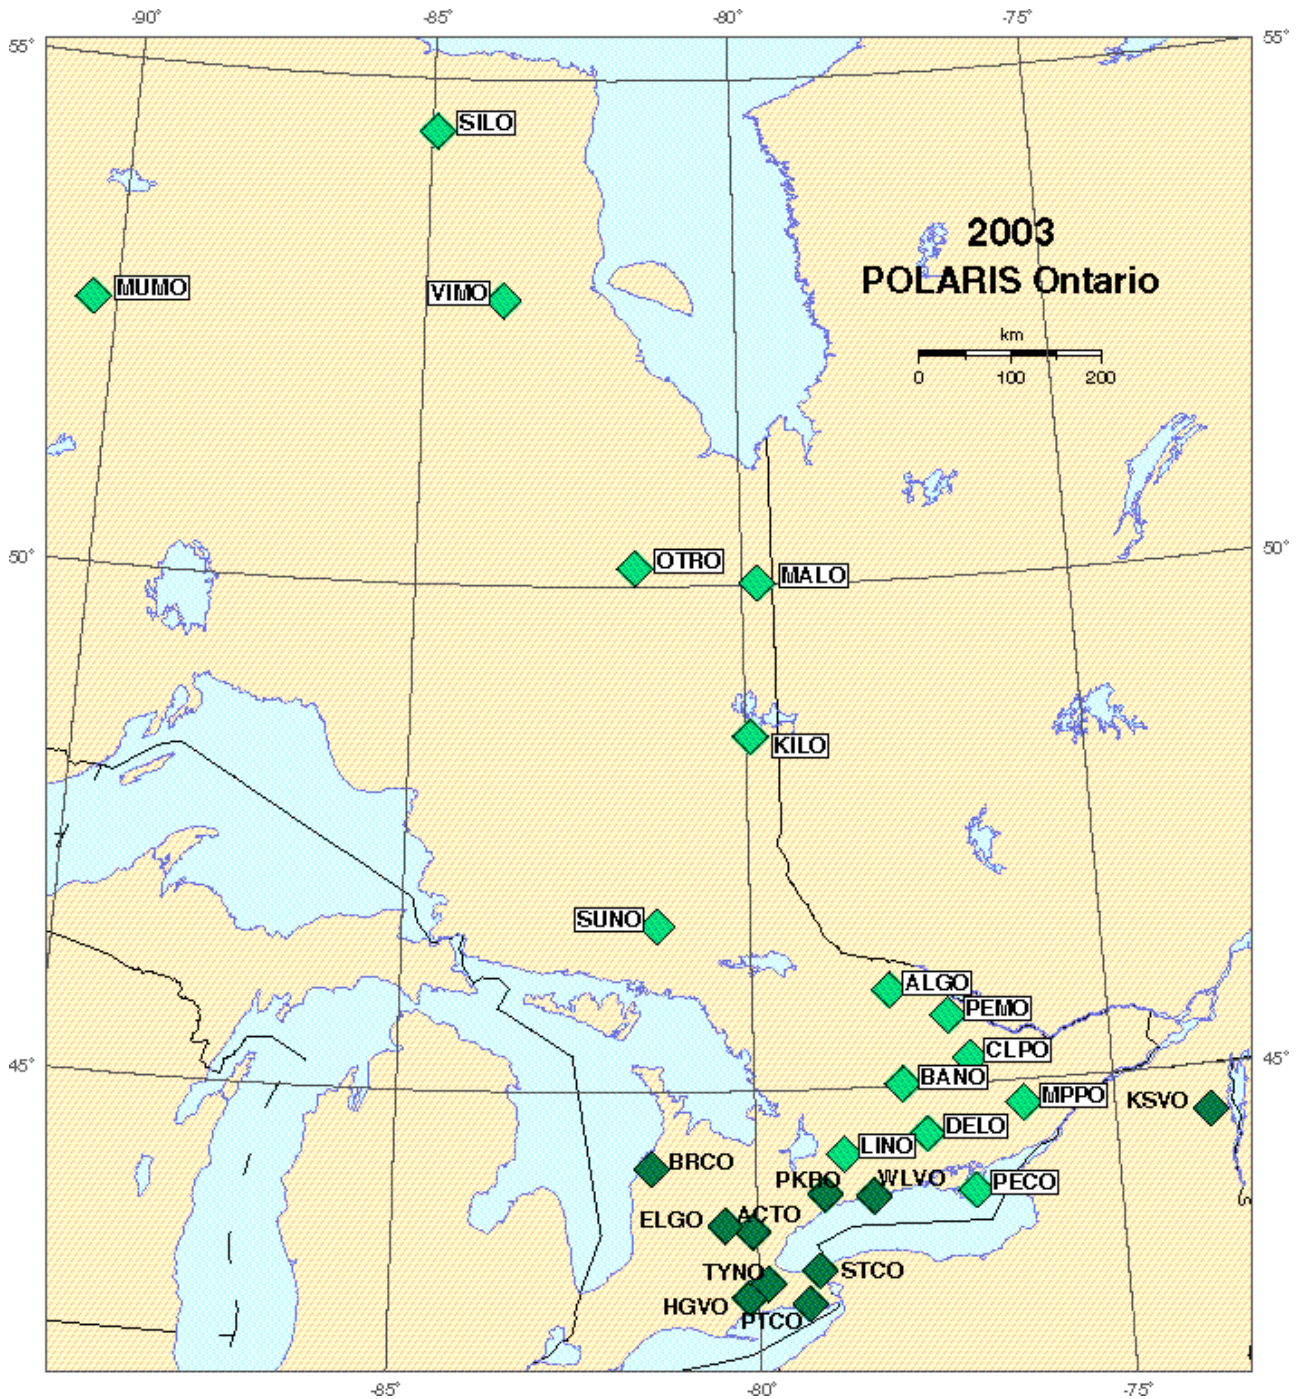 -90° -85° -80° -75°
55° 55°
SILO
2003
MUMO VIMO POLARIS Ontario
km
0 100 200
50° OTRO MALO 50°
KILO
SUNO
ALGO
PEMO
CLPO
45° BANO 45°
MPPO KSVO
DELO
LINO
BRCO PKRO WLVO PECO
ELGO ACTO
TYNO STCO
HGVO PTCO
-85° -80° -75°